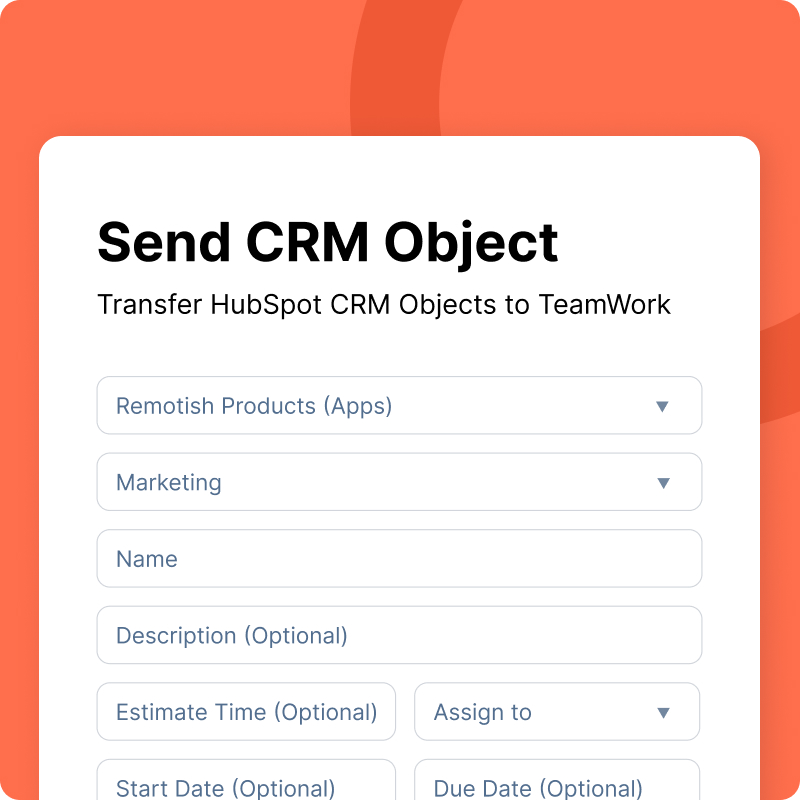 Send CRM Object
Transfer HubSpot CRM Objects to TeamWork
Remotish Products (Apps)
Marketing
Name
Description (Optional)
Estimate Time (Optional)
Assign to
Start Date (Optional)
Due Date (Optional)